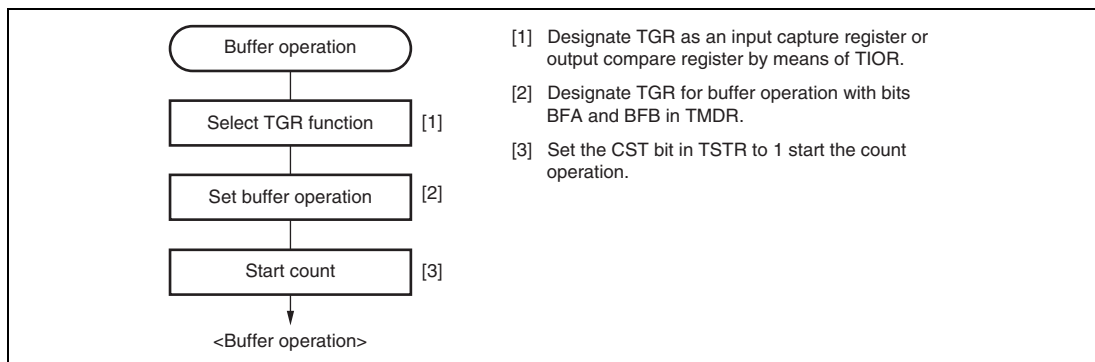 Buffer operation
Select TGR function
[1]
Set buffer operation
[2]
Start count
[3]
<Buffer operation>
[1] Designate TGR as an input capture register or
output compare register by means of TIOR.
[2] Designate TGR for buffer operation with bits
BFA and BFB in TMDR.
[3] Set the CST bit in TSTR to 1 start the count
operation.